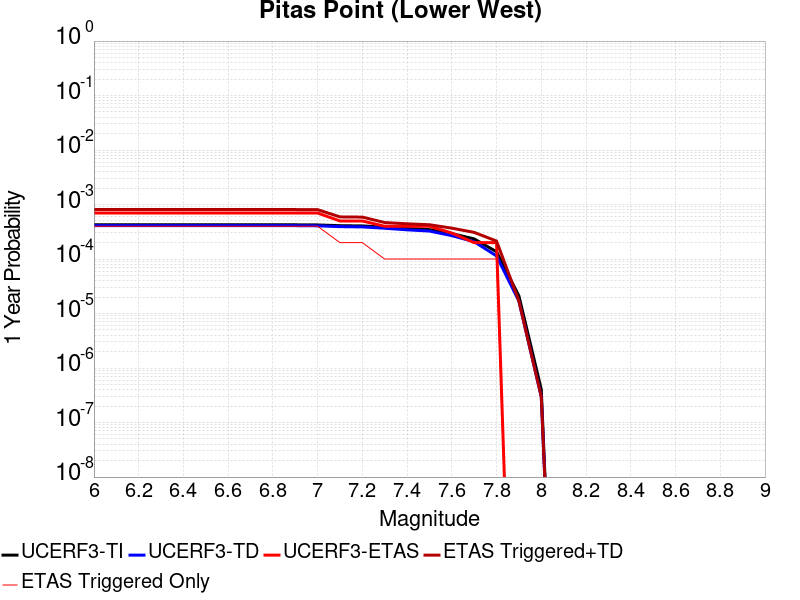 Pitas Point (Lower West)
1 Year Probability
10 0
10 -1
10 -2
10 -3
10 -4
10 -5
10 -6
10 -7
10 -8
6 6.2 6.4 6.6 6.8 7 7.2 7.4 7.6 7.8 8 8.2 8.4 8.6 8.8 9
Magnitude
UCERF3-TI UCERF3-TD UCERF3-ETAS ETAS Triggered+TD
ETAS Triggered Only